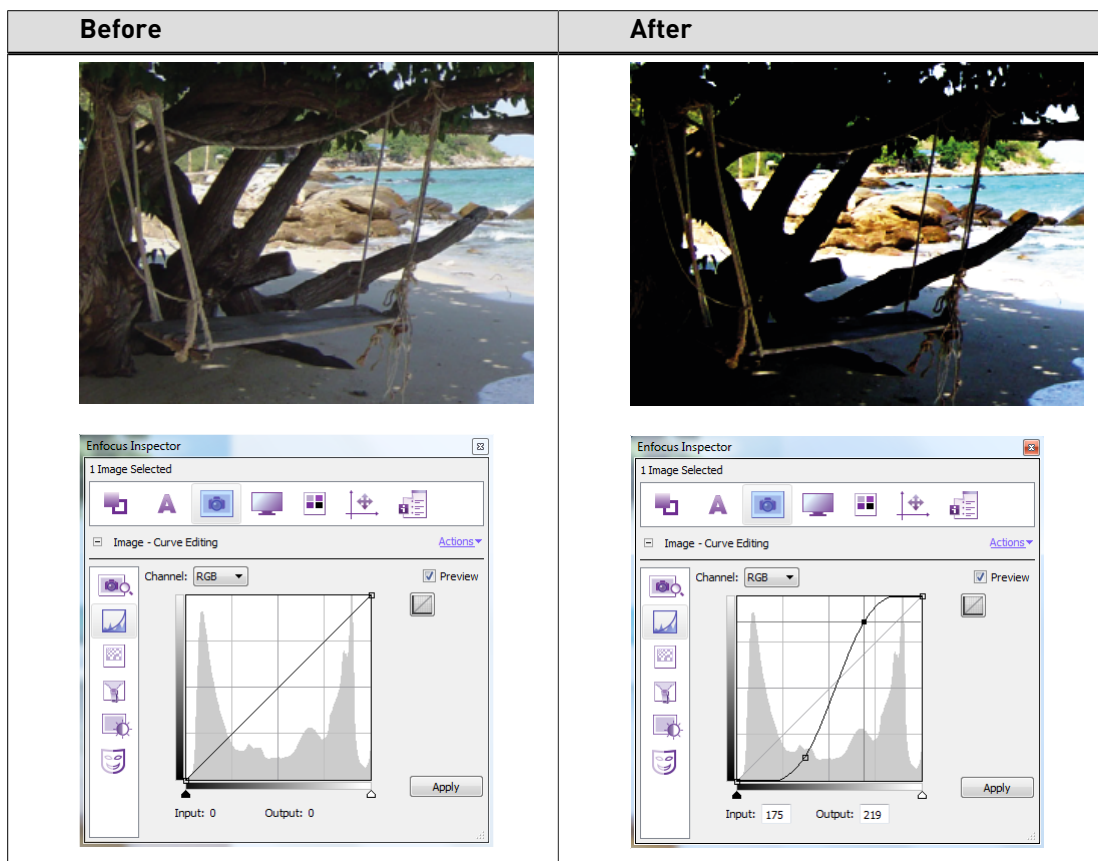 Before
After
Enfocus Inspector
1 Image Selected
A
Image - Curve Editing
Actions
Channel: RGB
Preview
Apply
Input: 0 Output: 0
Enfocus Inspector
1 Image Selected
A
Image - Curve Editing
Actions
Channel: RGB
Preview
Apply
Input: 175 Output: 219